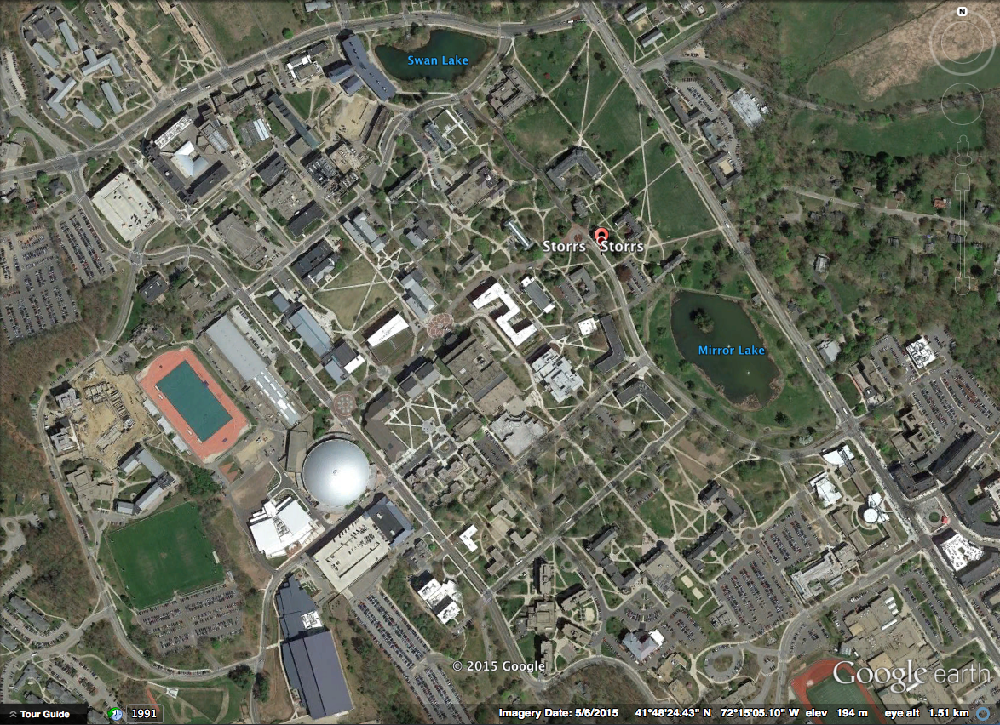 N
Swan Lake
Storrs Storrs
Mirror Lake
© 2015 Google
Google earth
Tour Guide 1991 Imagery Date: 5/6/2015 41°48'24.43" N 72°15'05.10" W elev 194 m eye alt 1.51 km